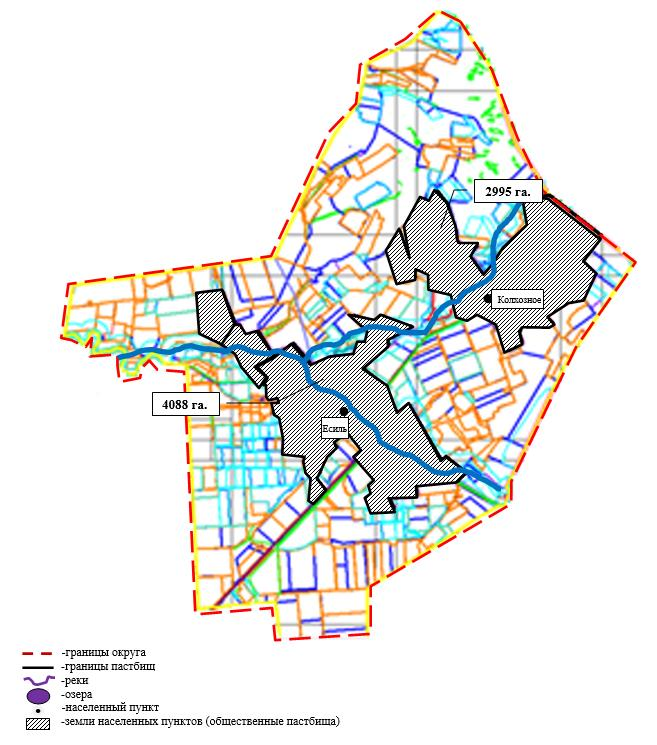 2995 га.
Колхозное
4088 га.
Есиль
-границы округа
-границы пастбищ
-реки
-озера
-населенный пункт
-земли населенных пунктов (общественные пастбища)